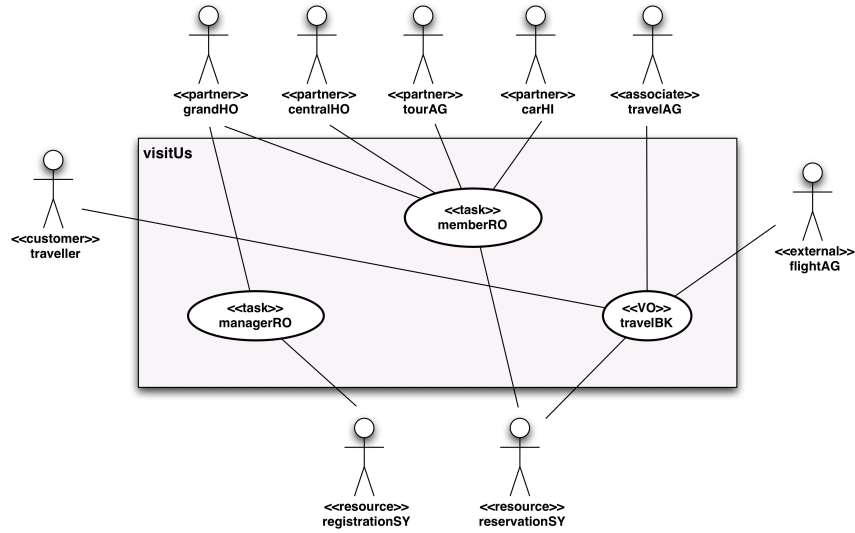 <<partner>>
grandHO
<<partner>>
centralHO
<<partner>>
tourAG
<<partner>>
carHI
<<associate>>
travelAG
visitUs
<<customer>>
traveller
<<task>>
memberRO
<<external>>
flightAG
<<task>>
managerRO
<<VO>>
travelBK
<<resource>>
registrationSY
<<resource>>
reservationSY